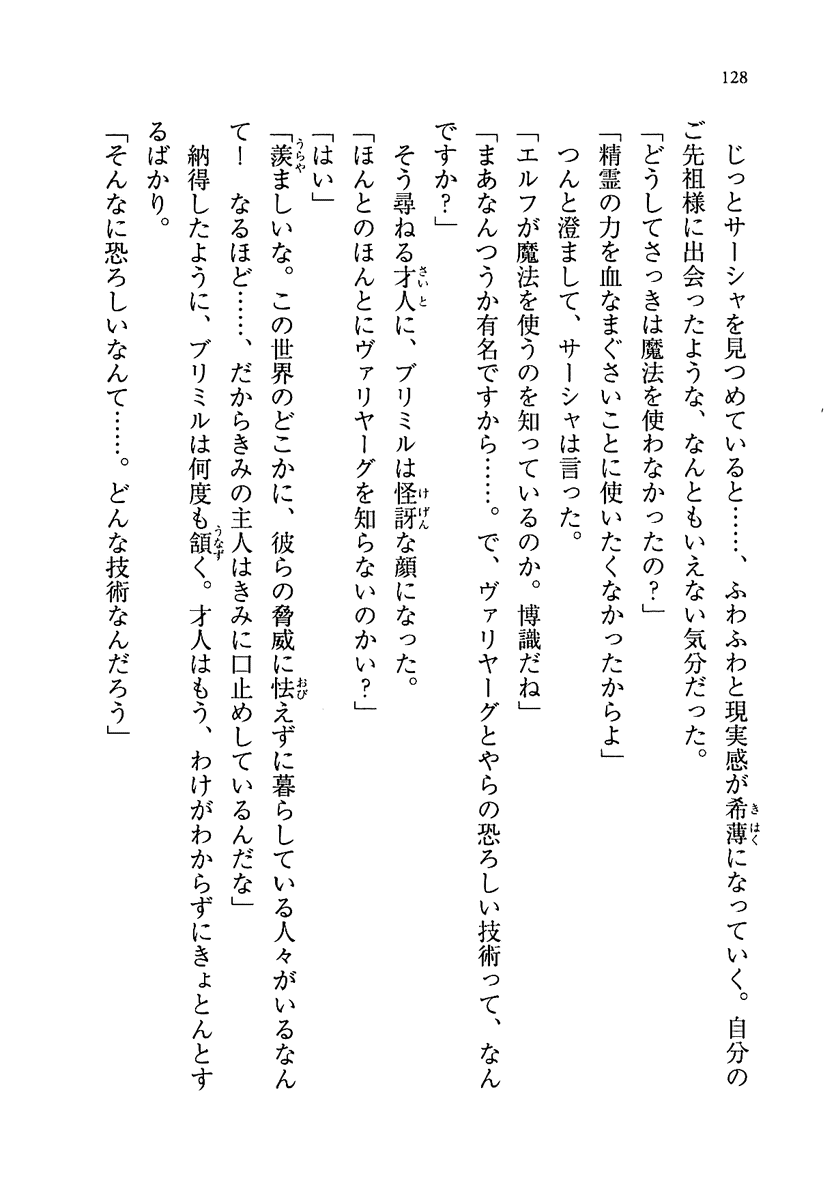 128
じっとサーシャを見つめていると……、ふわふわと現実感が希薄になっていく。自分の
ご先祖様に出会ったような、なんともいえない気分だった。
「どうしてさっきは魔法を使わなかったの？」
「精霊の力を血なまぐさいことに使いたくなかったからよ」
つんと澄まして、サーシャは言った。
「エルフが魔法を使うのを知っているのか。博識だね」
「まあなんつうか有名ですから……。で、ヴァリヤーグとやらの恐ろしい技術って、なん
ですか？」
そう尋ねる才人に、ブリミルは怪訝な顔になった。
「ほんとのほんとにヴァリヤーグを知らないのかい？」
「はい」
「羨ましいな。この世界のどこかに、彼らの脅威に怯えずに暮らしている人々がいるなん
て！　なるほど……、だからきみの主人はきみに口止めしているんだな」
納得したように、ブリミルは何度も頷く。才人はもう、わけがわからずにきょとんとす
るばかり。
「そんなに恐ろしいなんて……。どんな技術なんだろう」